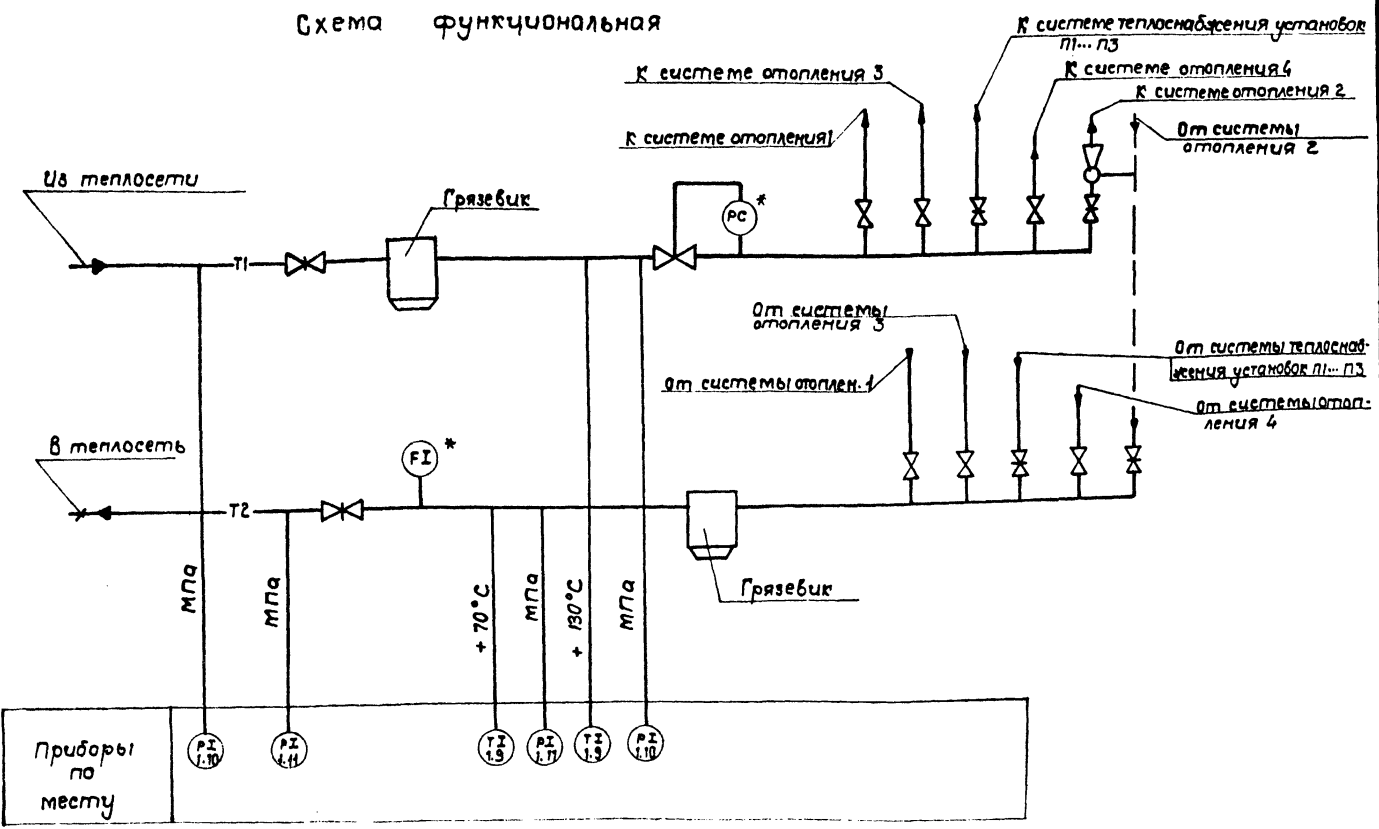 Схема функциональная
К системе теплоснабжения установок
П1... П3
К системе отопления 3
К системе отопления 4
К системе отопления 2
К системе отопления 1
От системы
отопления 2
Из теплосети
Грязевик
PC
*
Т1
От системы
отопления 3
От системы теплоснаб-
жения установок П1... П3
От системы отоплен. 1
От системы отоп-
ления 4
В теплосеть
FI
*
Т2
Грязевик
МПа
МПа
+ 70°С
МПа
+ 130°С
МПа
Приборы
по
месту
PI
1.10
PI
1.11
TI
1.9
PI
1.11
TI
1.9
PI
1.10